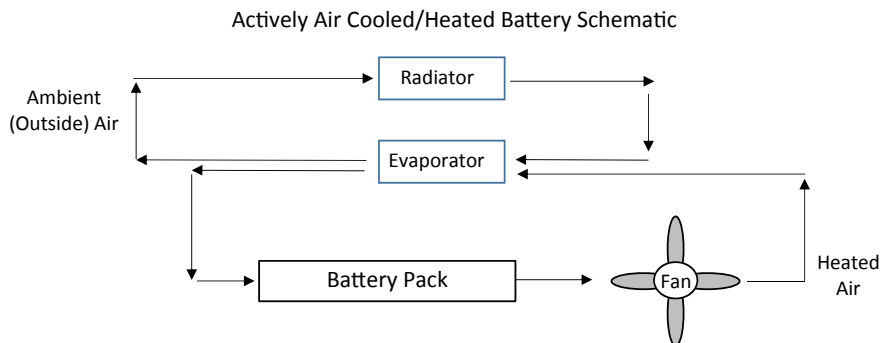 Actively Air Cooled/Heated Battery Schematic
Radiator
Ambient
(Outside) Air
Evaporator
Battery Pack
Fan
Heated
Air